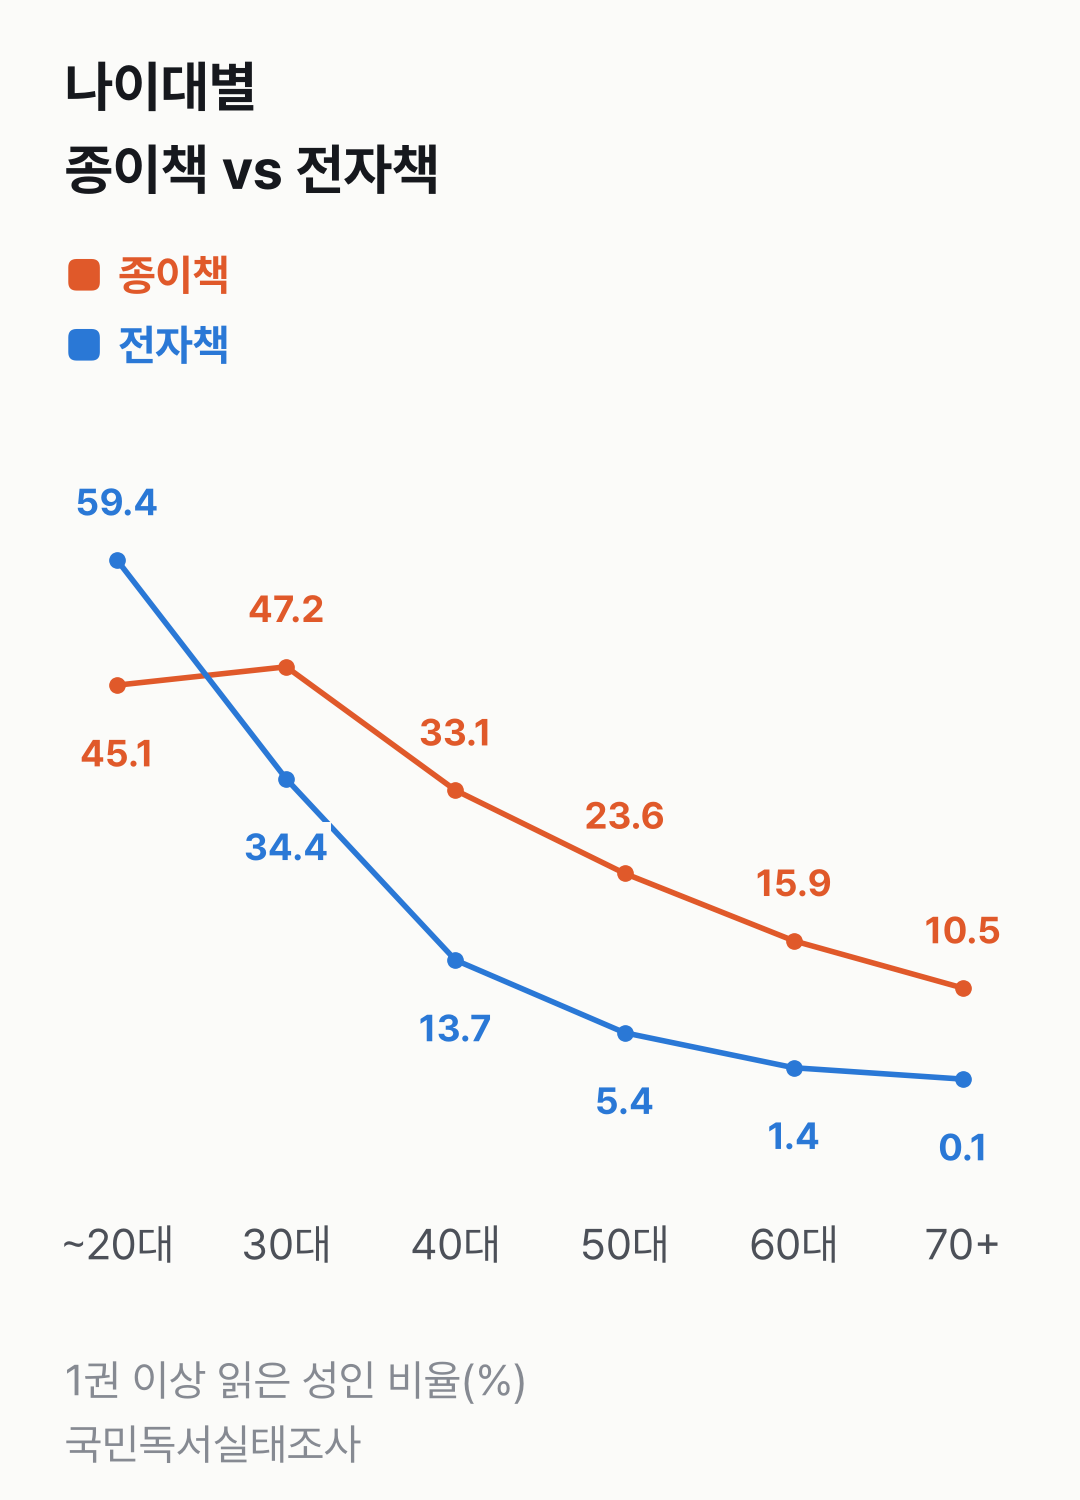 나이대별
종이책 vs 전자책
종이책
전자책
59.4
47.2
45.1
33.1
34.4
23.6
15.9
10.5
13.7
5.4
1.4
0.1
~20대 30대 40대 50대 60대 70+
1권 이상 읽은 성인 비율(%)
국민독서실태조사